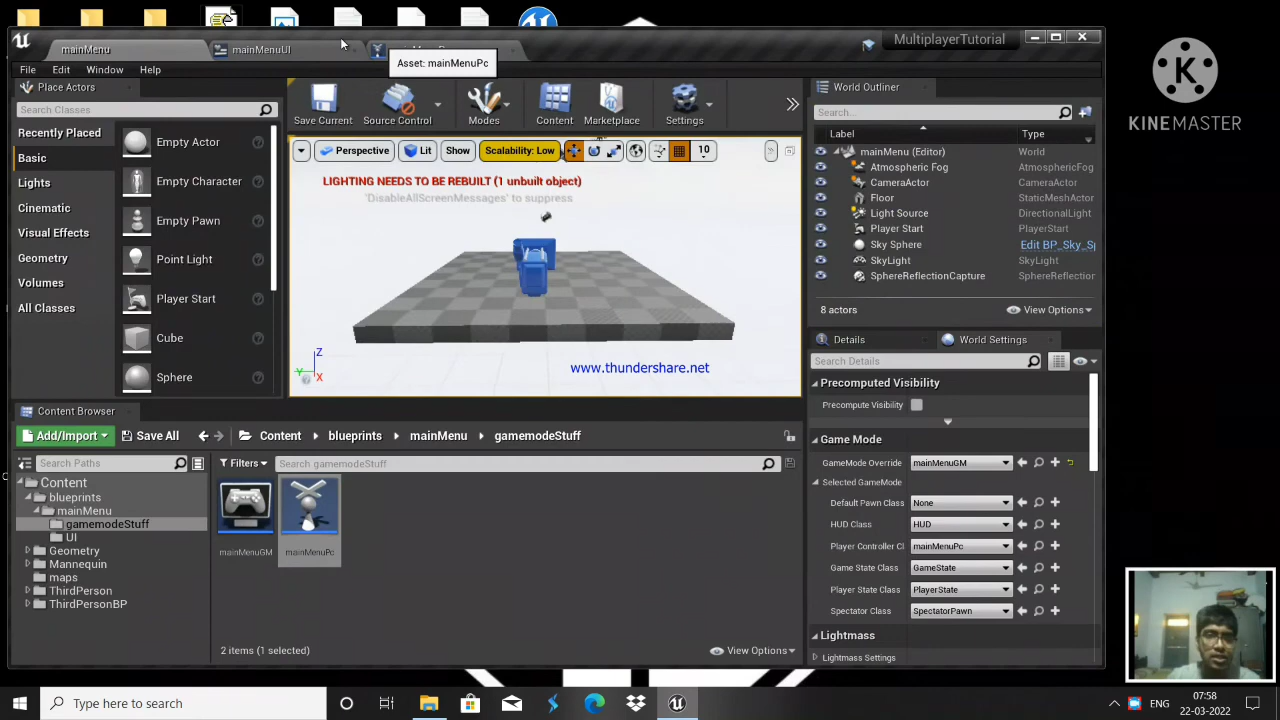 mainMenu
mainMenuUI
Asset: mainMenuPc
MultiplayerTutorial
File Edit Window Help
Place Actors
Search Classes
Recently Placed
Basic
Lights
Cinematic
Visual Effects
Geometry
Volumes
All Classes
Empty Actor
Empty Character
Empty Pawn
Point Light
Player Start
Cube
Sphere
Save Current
Source Control
Modes
Content
Marketplace
Settings
Perspective
Lit
Show
Scalability: Low
10
LIGHTING NEEDS TO BE REBUILT (1 unbuilt object)
'DisableAllScreenMessages' to suppress
Z
Y
X
www.thundershare.net
World Outliner
Search...
Label Type
mainMenu (Editor) World
Atmospheric Fog AtmosphericFog
CameraActor CameraActor
Floor StaticMeshActor
Light Source DirectionalLight
Player Start PlayerStart
Sky Sphere Edit BP_Sky_Sp
SkyLight SkyLight
SphereReflectionCapture SphereReflection
8 actors
View Options
Details
World Settings
Search Details
Precomputed Visibility
Precompute Visibility
Game Mode
GameMode Override mainMenuGM
Selected GameMode
Default Pawn Class None
HUD Class HUD
Player Controller Cl mainMenuPc
Game State Class GameState
Player State Class PlayerState
Spectator Class SpectatorPawn
Lightmass
Lightmass Settings
Content Browser
Add/Import
Save All
Content
blueprints
mainMenu
gamemodeStuff
Search Paths
Filters
Search gamemodeStuff
Content
blueprints
mainMenu
gamemodeStuff
UI
Geometry
Mannequin
maps
ThirdPerson
ThirdPersonBP
mainMenuGM
mainMenuPc
2 items (1 selected)
View Options
K
KINEMASTER
Type here to search
ENG
07:58
22-03-2022